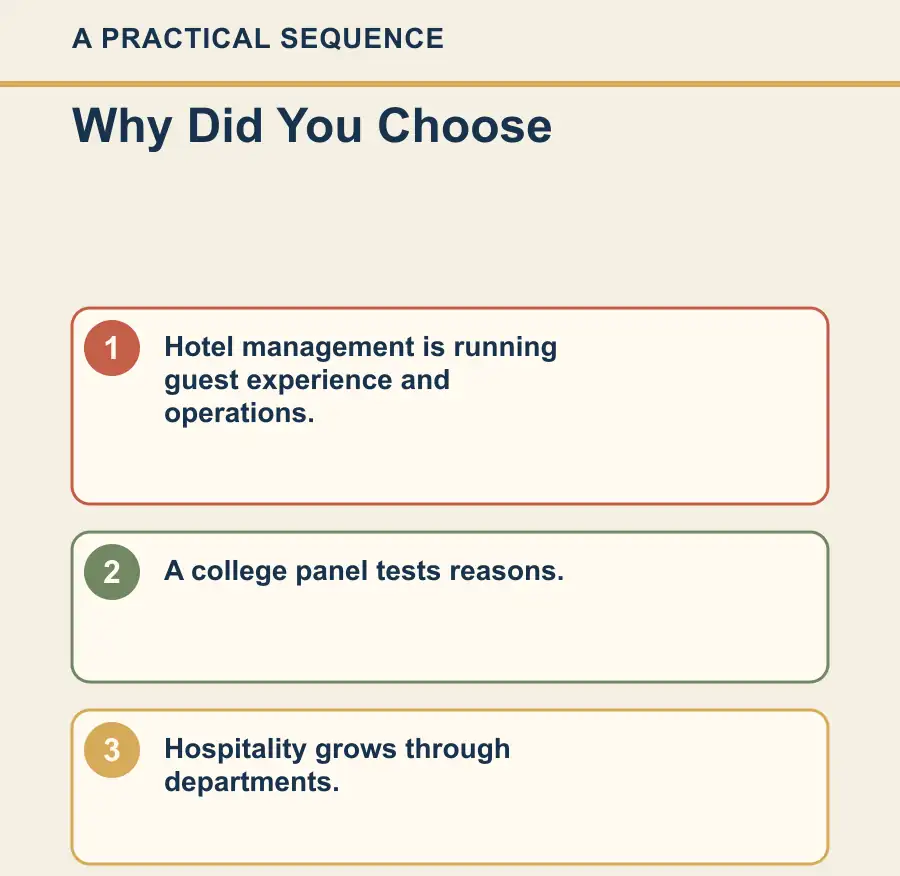 A PRACTICAL SEQUENCE
Why Did You Choose
1
Hotel management is running
guest experience and
operations.
2
A college panel tests reasons.
3
Hospitality grows through
departments.